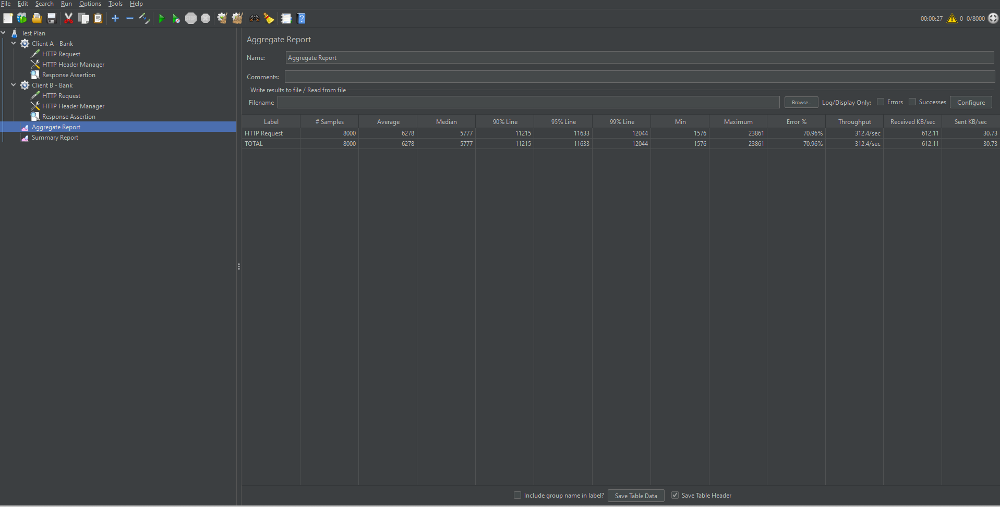 File Edit Search Run Options Tools Help
STOP 00:00:27 0 0/8000
Test Plan
Client A - Bank
HTTP Request
HTTP Header Manager
Response Assertion
Client B - Bank
HTTP Request
HTTP Header Manager
Response Assertion
Aggregate Report
Summary Report
Aggregate Report
Name: Aggregate Report
Comments:
Write results to file / Read from file
Filename Browse... Log/Display Only: Errors Successes Configure
Label # Samples Average Median 90% Line 95% Line 99% Line Min Maximum Error % Throughput Received KB/sec Sent KB/sec
HTTP Request 8000 6278 5777 11215 11633 12044 1576 23861 70.96% 312.4/sec 612.11 30.73
TOTAL 8000 6278 5777 11215 11633 12044 1576 23861 70.96% 312.4/sec 612.11 30.73
Include group name in label? Save Table Data Save Table Header